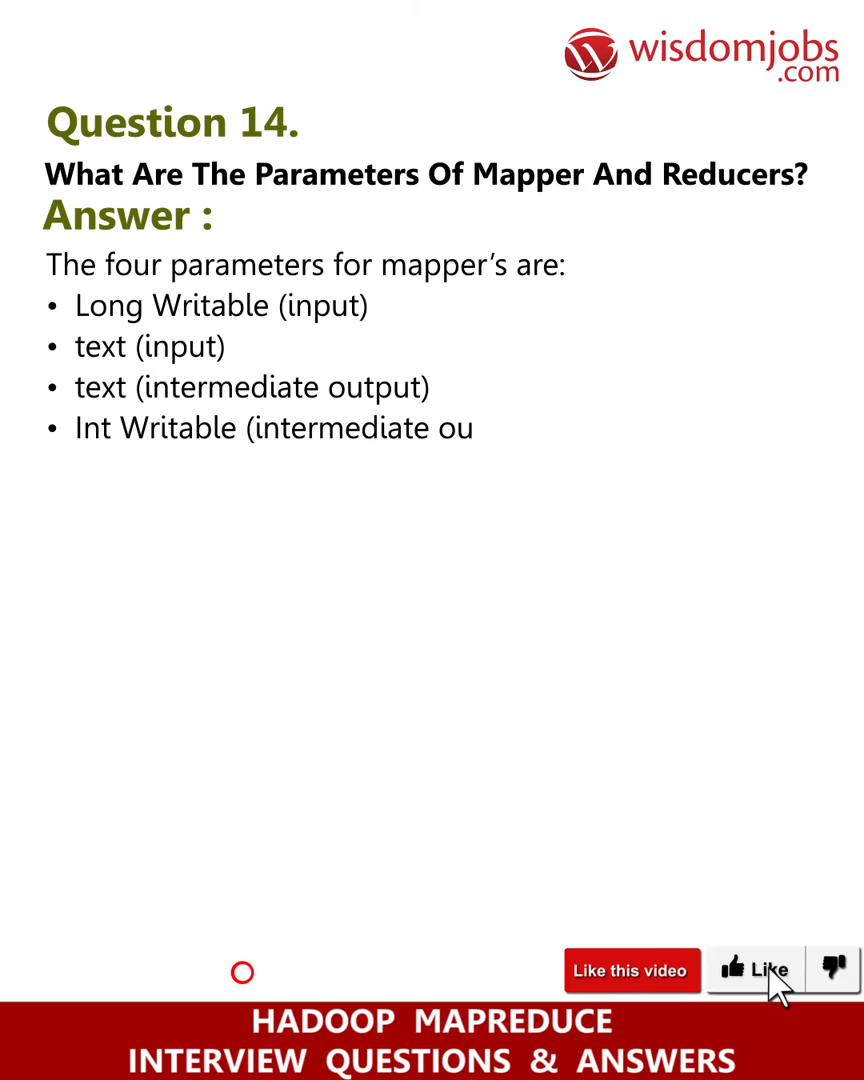 wisdomjobs
.com
Question 14.
What Are The Parameters Of Mapper And Reducers?
Answer :
The four parameters for mapper’s are:
• Long Writable (input)
• text (input)
• text (intermediate output)
• Int Writable (intermediate ou
Like this video
Like
HADOOP MAPREDUCE
INTERVIEW QUESTIONS & ANSWERS